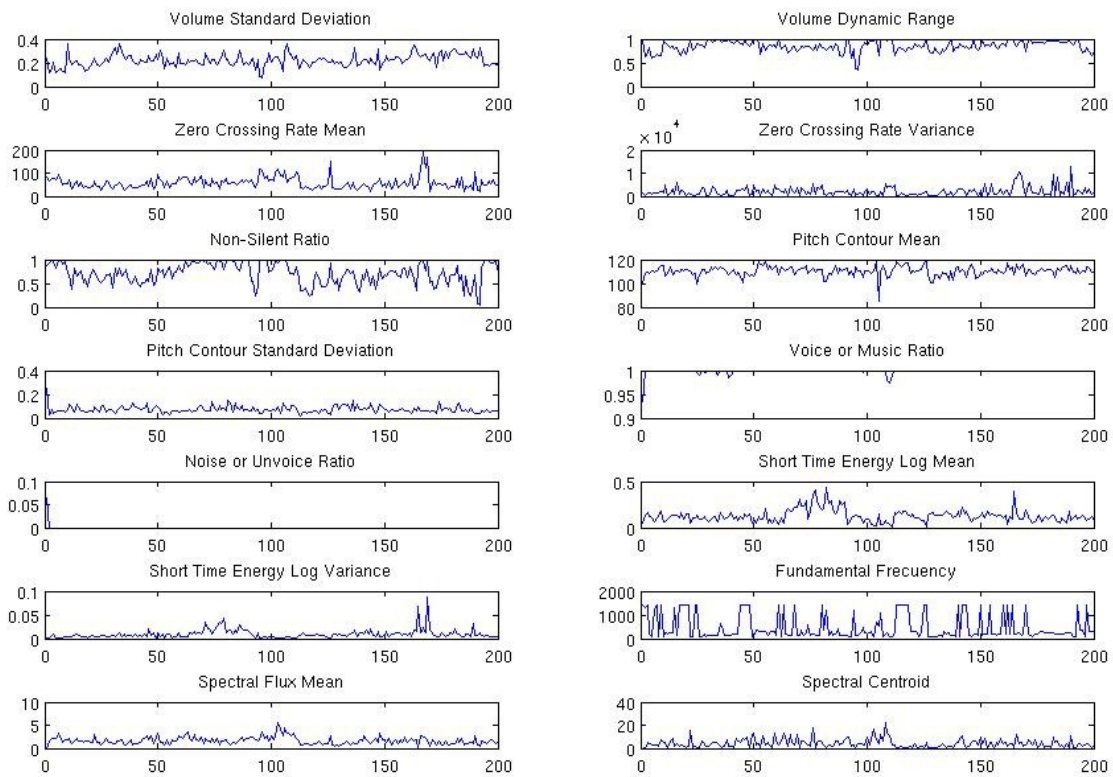 Volume Standard Deviation
0.4
0.2
0
0 50 100 150 200
Volume Dynamic Range
1
0.5
0
0 50 100 150 200
Zero Crossing Rate Mean
200
100
0
0 50 100 150 200
Zero Crossing Rate Variance
× 10 4
2
1
0
0 50 100 150 200
Non-Silent Ratio
1
0.5
0
0 50 100 150 200
Pitch Contour Mean
120
100
80
0 50 100 150 200
Pitch Contour Standard Deviation
0.4
0.2
0
0 50 100 150 200
Voice or Music Ratio
1
0.95
0.9
0 50 100 150 200
Noise or Unvoice Ratio
0.1
0.05
0
0 50 100 150 200
Short Time Energy Log Mean
0.5
0
0 50 100 150 200
Short Time Energy Log Variance
0.1
0.05
0
0 50 100 150 200
Fundamental Frecuency
2000
1000
0
0 50 100 150 200
Spectral Flux Mean
10
5
0
0 50 100 150 200
Spectral Centroid
40
20
0
0 50 100 150 200